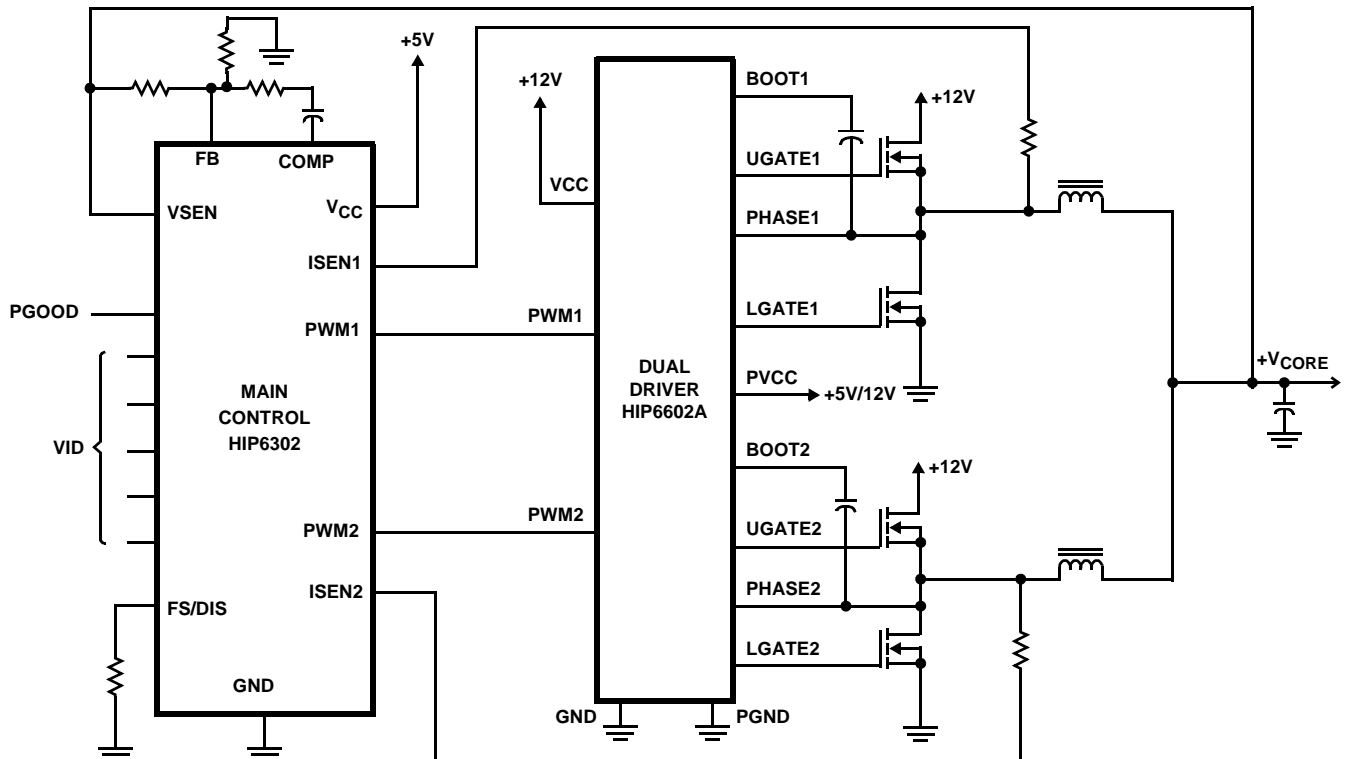 +5V
+12V
BOOT1
+12V
FB
COMP
UGATE1
VCC
VSEN
VCC
PHASE1
ISEN1
PGOOD
LGATE1
PWM1
PWM1
DUAL
DRIVER
HIP6602A
+VCORE
PVCC
+5V/12V
MAIN
CONTROL
HIP6302
VID
BOOT2
+12V
PWM2
PWM2
UGATE2
ISEN2
PHASE2
FS/DIS
LGATE2
GND
GND
PGND